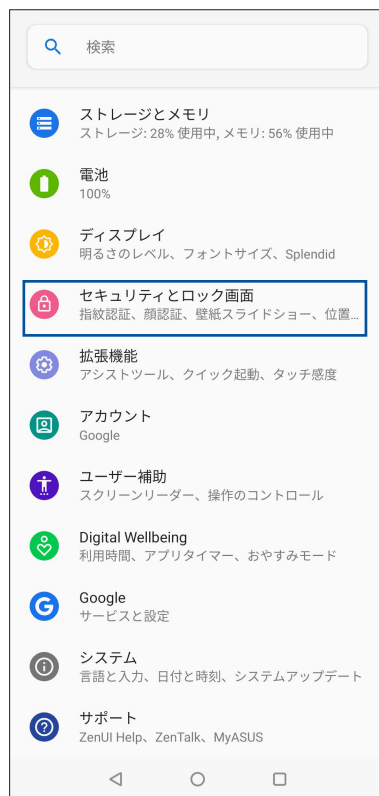 検索
ストレージとメモリ
ストレージ: 28% 使用中, メモリ: 56% 使用中
電池
100%
ディスプレイ
明るさのレベル、フォントサイズ、Splendid
セキュリティとロック画面
指紋認証、顔認証、壁紙スライドショー、位置...
拡張機能
アシストツール、クイック起動、タッチ感度
アカウント
Google
ユーザー補助
スクリーンリーダー、操作のコントロール
Digital Wellbeing
利用時間、アプリタイマー、おやすみモード
Google
サービスと設定
システム
言語と入力、日付と時刻、システムアップデート
サポート
ZenUI Help、ZenTalk、MyASUS